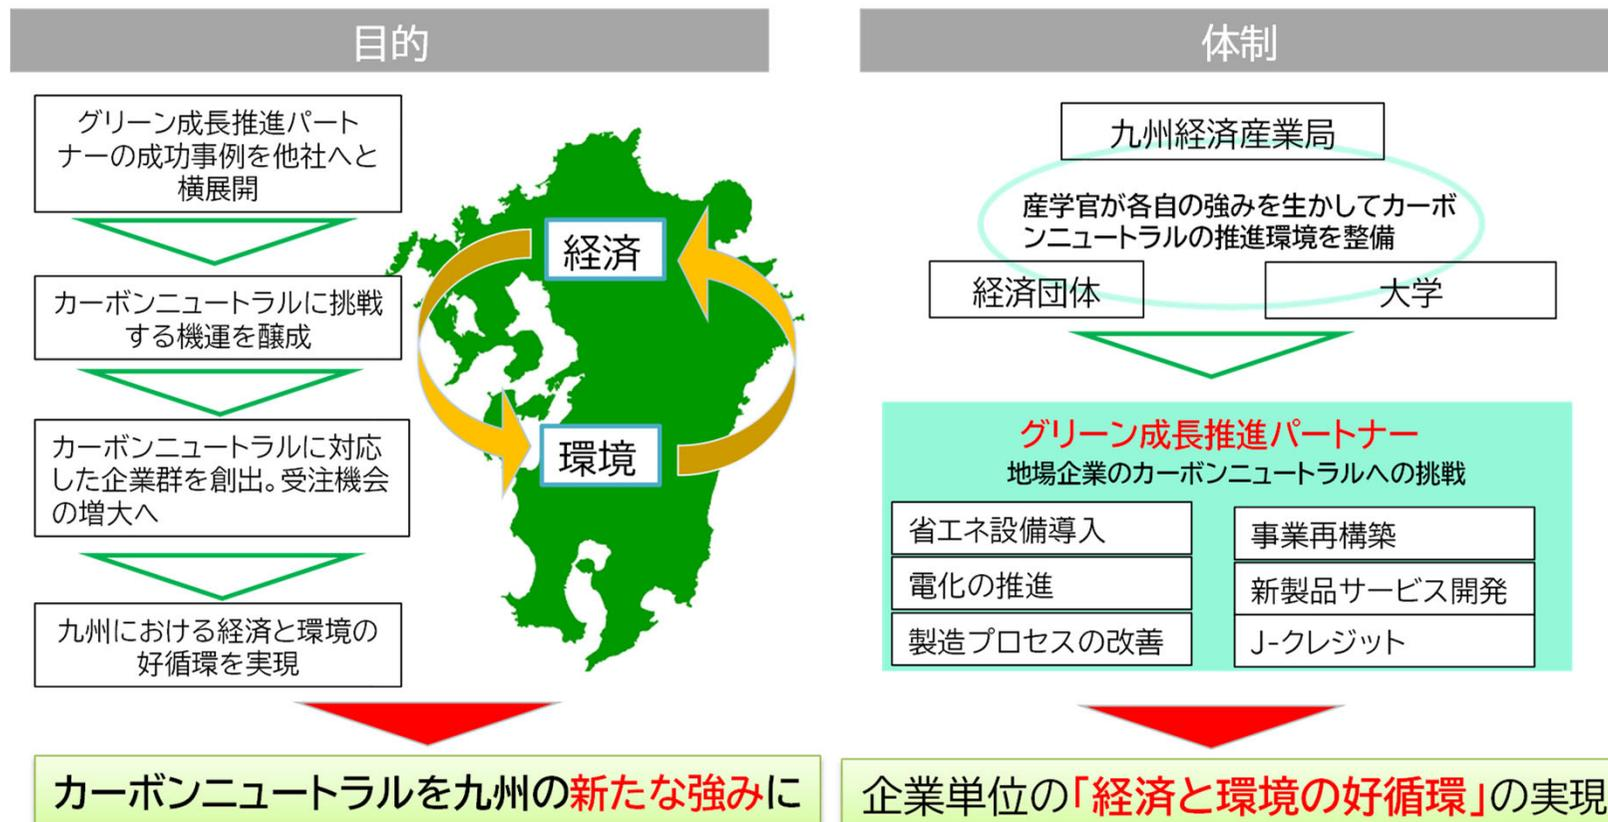 目的
グリーン成長推進パート
ナーの成功事例を他社へと
横展開
カーボンニュートラルに挑戦
する機運を醸成
カーボンニュートラルに対応
した企業群を創出。受注機会
の増大へ
九州における経済と環境の
好循環を実現
経済
環境
カーボンニュートラルを九州の新たな強みに
体制
九州経済産業局
産学官が各自の強みを生かしてカーボ
ンニュートラルの推進環境を整備
経済団体
大学
グリーン成長推進パートナー
地場企業のカーボンニュートラルへの挑戦
省エネ設備導入
電化の推進
製造プロセスの改善
事業再構築
新製品サービス開発
J-クレジット
企業単位の「経済と環境の好循環」の実現